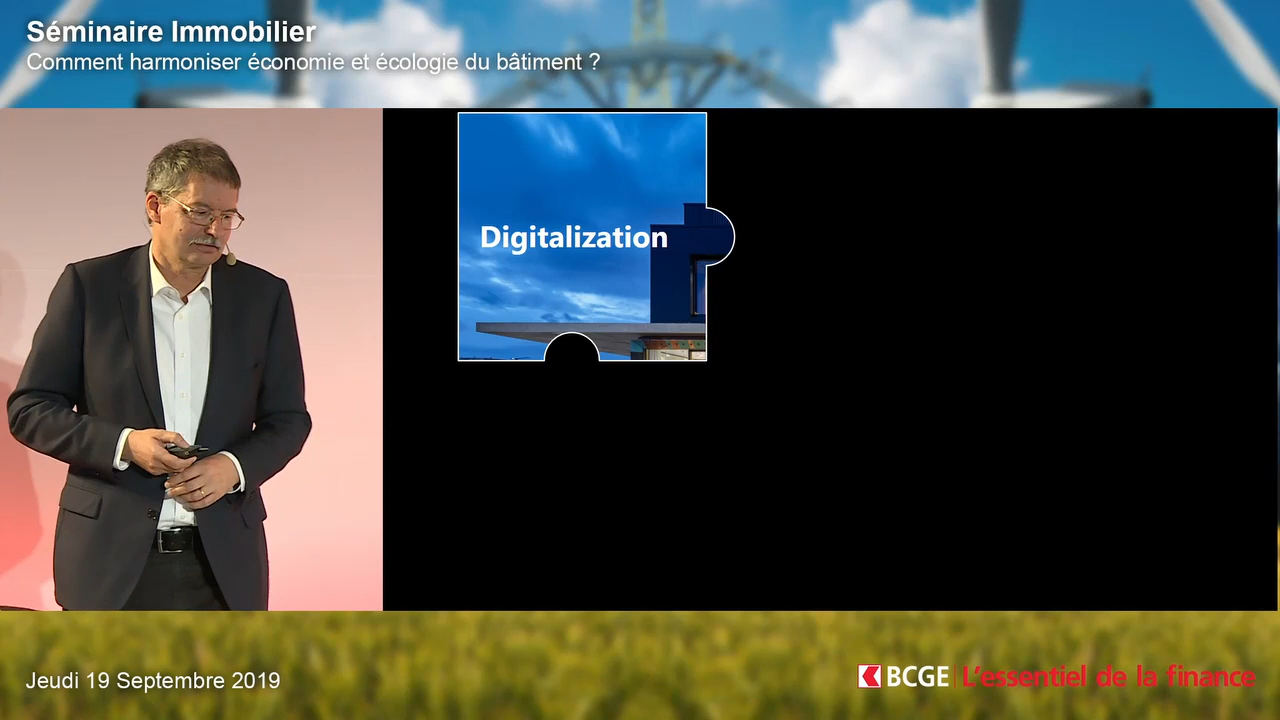 Séminaire Immobilier
Comment harmoniser économie et écologie du bâtiment ?
Digitalization
Jeudi 19 Septembre 2019
BCGE L'essentiel de la finance